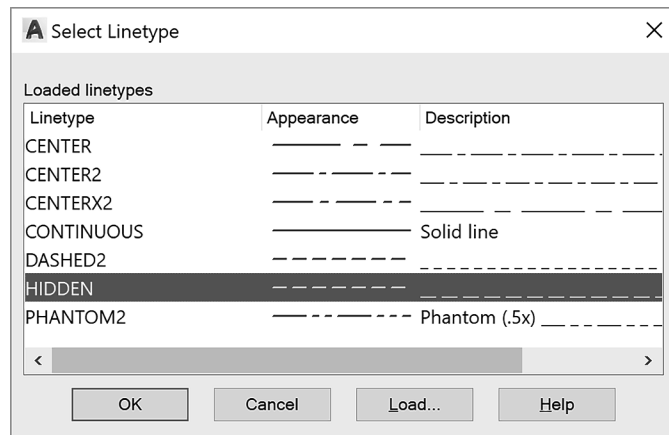 Select Linetype
Loaded linetypes
Linetype Appearance Description
CENTER
CENTER2
CENTERX2
CONTINUOUS Solid line
DASHED2
HIDDEN
PHANTOM2 Phantom (.5x)
OK Cancel Load... Help